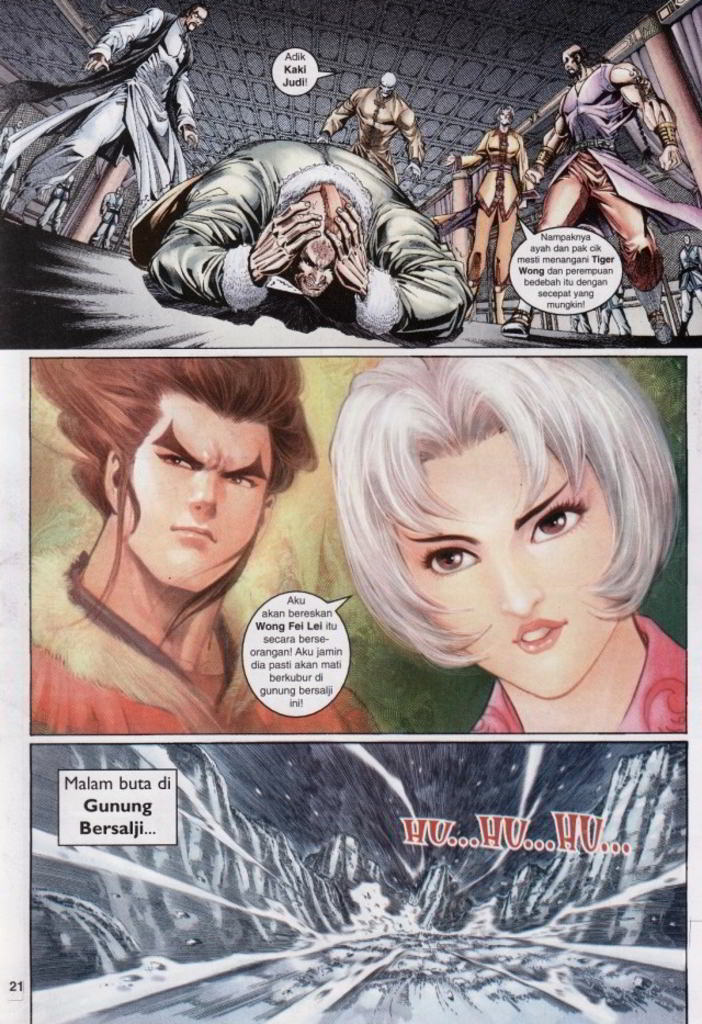 Adik
Kaki
Judi!
Nampaknya
ayah dan pak cik
mesti menangani Tiger
Wong dan perempuan
bedebah itu dengan
secepat yang
mungkin!
Aku
akan bereskan
Wong Fei Lei itu
secara berse-
orangan! Aku jamin
dia pasti akan mati
berkubur di
gunung bersalji
ini!
Malam buta di
Gunung
Bersalji...
HU...HU...HU...
21